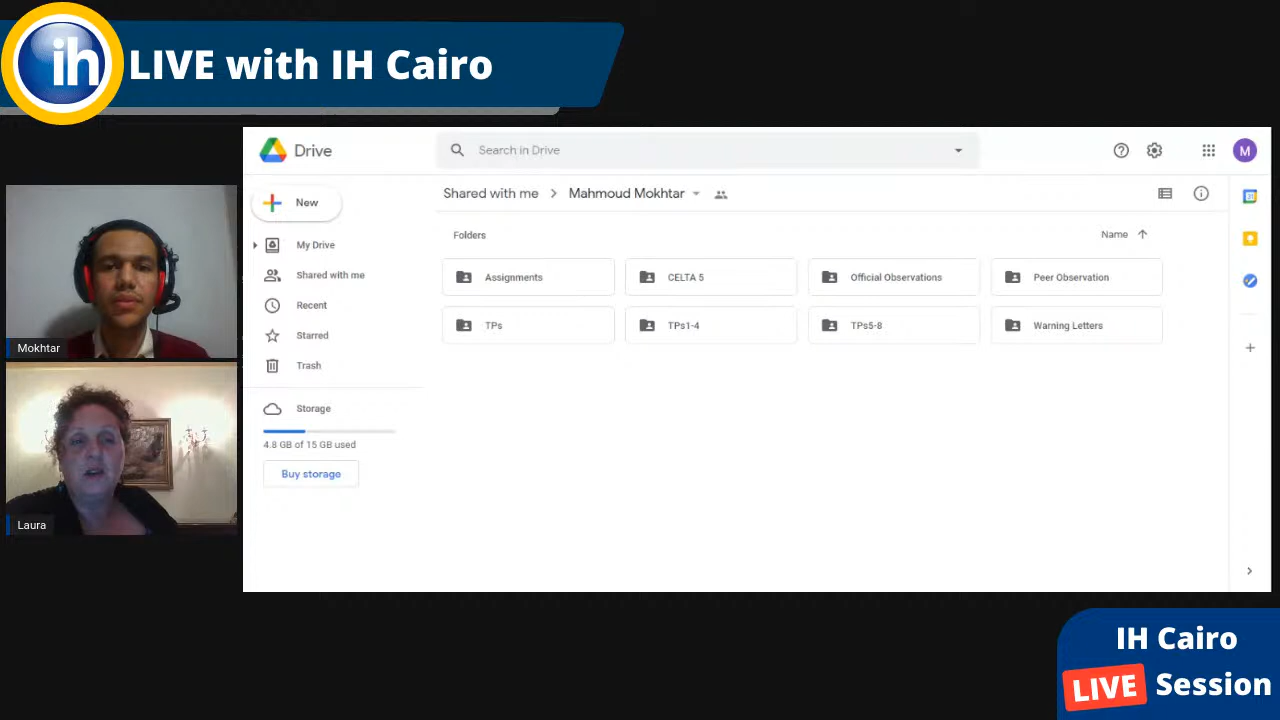 ih LIVE with IH Cairo
Drive
Search in Drive
M
New
Shared with me
Mahmoud Mokhtar
My Drive
Shared with me
Recent
Starred
Trash
Storage
4.8 GB of 15 GB used
Buy storage
Folders
Name
Assignments
CELTA 5
Official Observations
Peer Observation
TPs
TPs1-4
TPs5-8
Warning Letters
Mokhtar
Laura
IH Cairo
LIVE Session